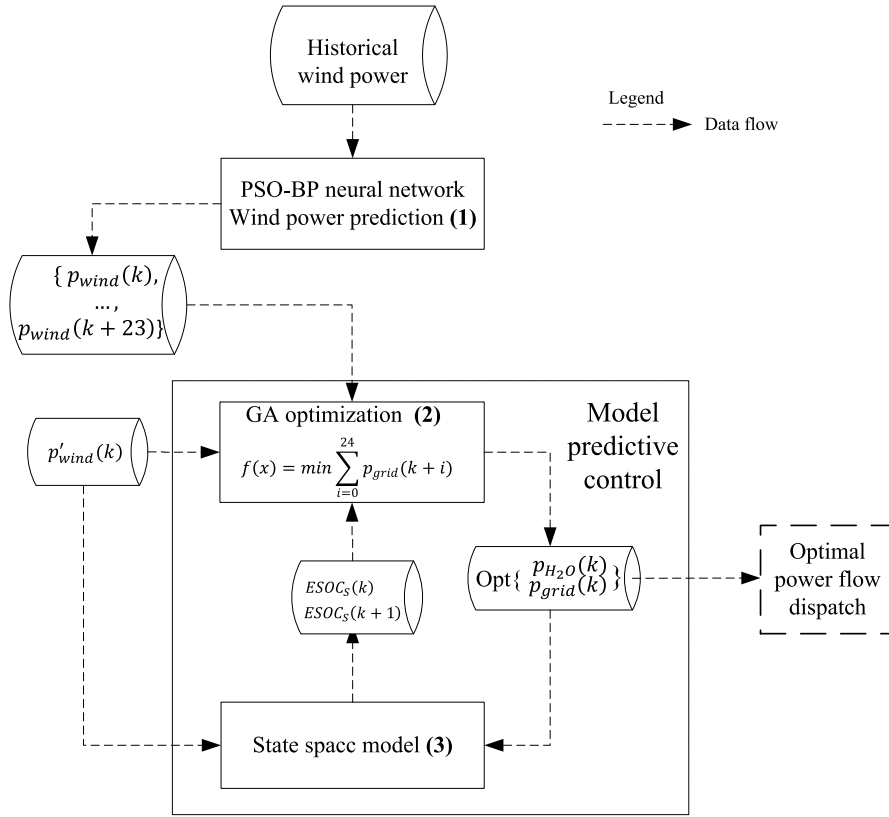 Historical
wind power
Legend
Data flow
PSO-BP neural network
Wind power prediction (1)
{ p_wind(k),
…,
p_wind(k + 23)}
GA optimization (2)
f(x) = min ∑_{i=0}^{24} p_grid(k + i)
Model
predictive
control
p′_wind(k)
Opt{ p_{H_2O}(k)
p_grid(k) }
Optimal
power flow
dispatch
ESOC_S(k)
ESOC_S(k + 1)
State spacc model (3)